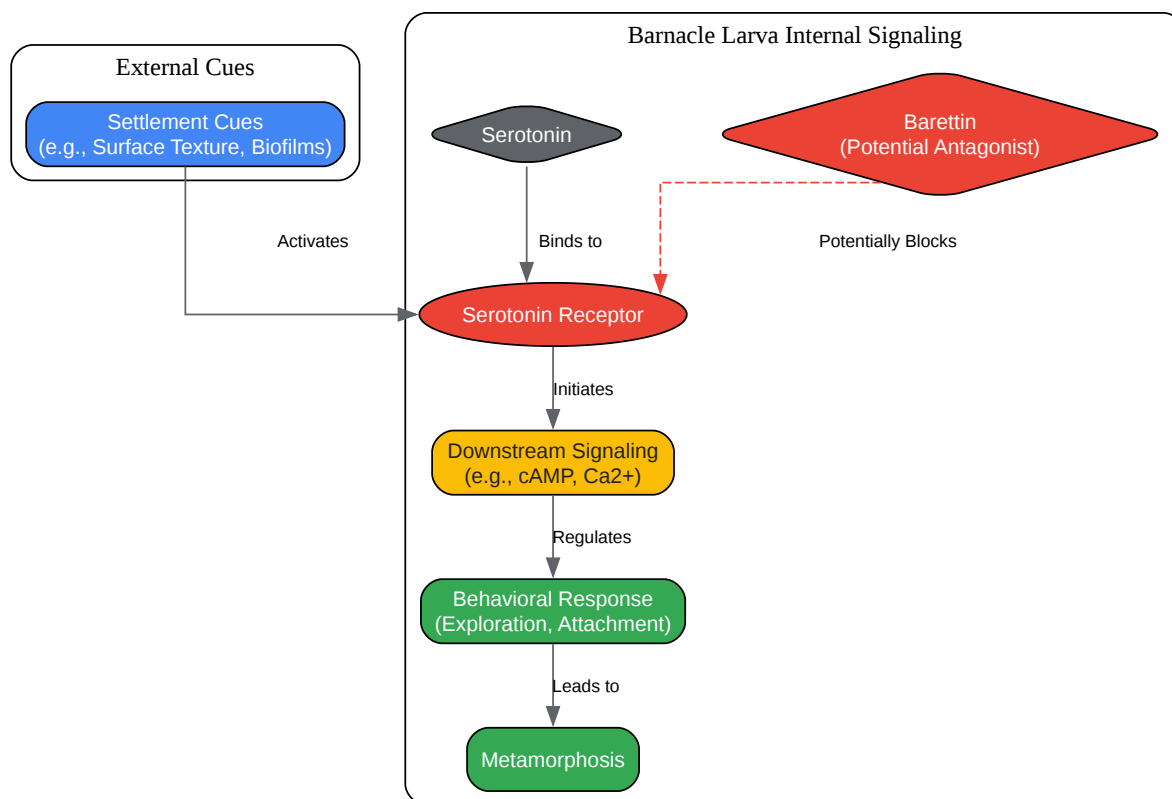 External Cues
Settlement Cues
(e.g., Surface Texture, Biofilms)
Activates
Barnacle Larva Internal Signaling
Serotonin
Barettin
(Potential Antagonist)
Binds to
Potentially Blocks
Serotonin Receptor
Initiates
Downstream Signaling
(e.g., cAMP, Ca2+)
Regulates
Behavioral Response
(Exploration, Attachment)
Leads to
Metamorphosis